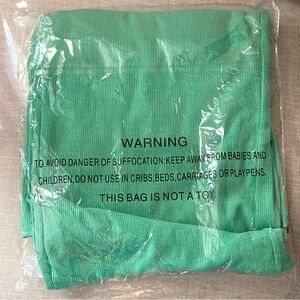 WARNING
TO AVOID DANGER OF SUFFOCATION:KEEP AWAY FROM BABIES AND
CHILDREN,DO NOT USE IN CRIBS,BEDS,CARRIAGES OR PLAYPENS.
THIS BAG IS NOT A TOY